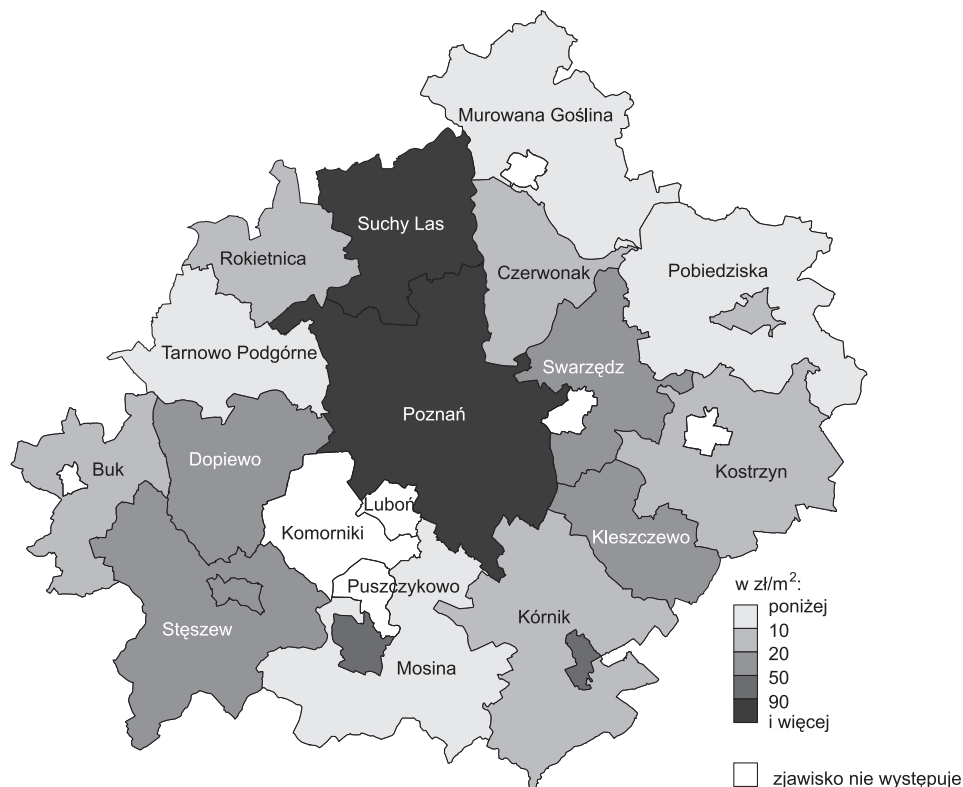 Murowana Goślina
Suchy Las
Rokietnica
Czerwonak
Pobiedziska
Tarnowo Podgórne
Swarzędz
Poznań
Buk
Dopiewo
Kostrzyn
Luboń
Komorniki
Kleszczewo
Puszczykowo
Kórnik
Stęszew
Mosina
w zł/m²:
poniżej
10
20
50
90
i więcej
zjawisko nie występuje